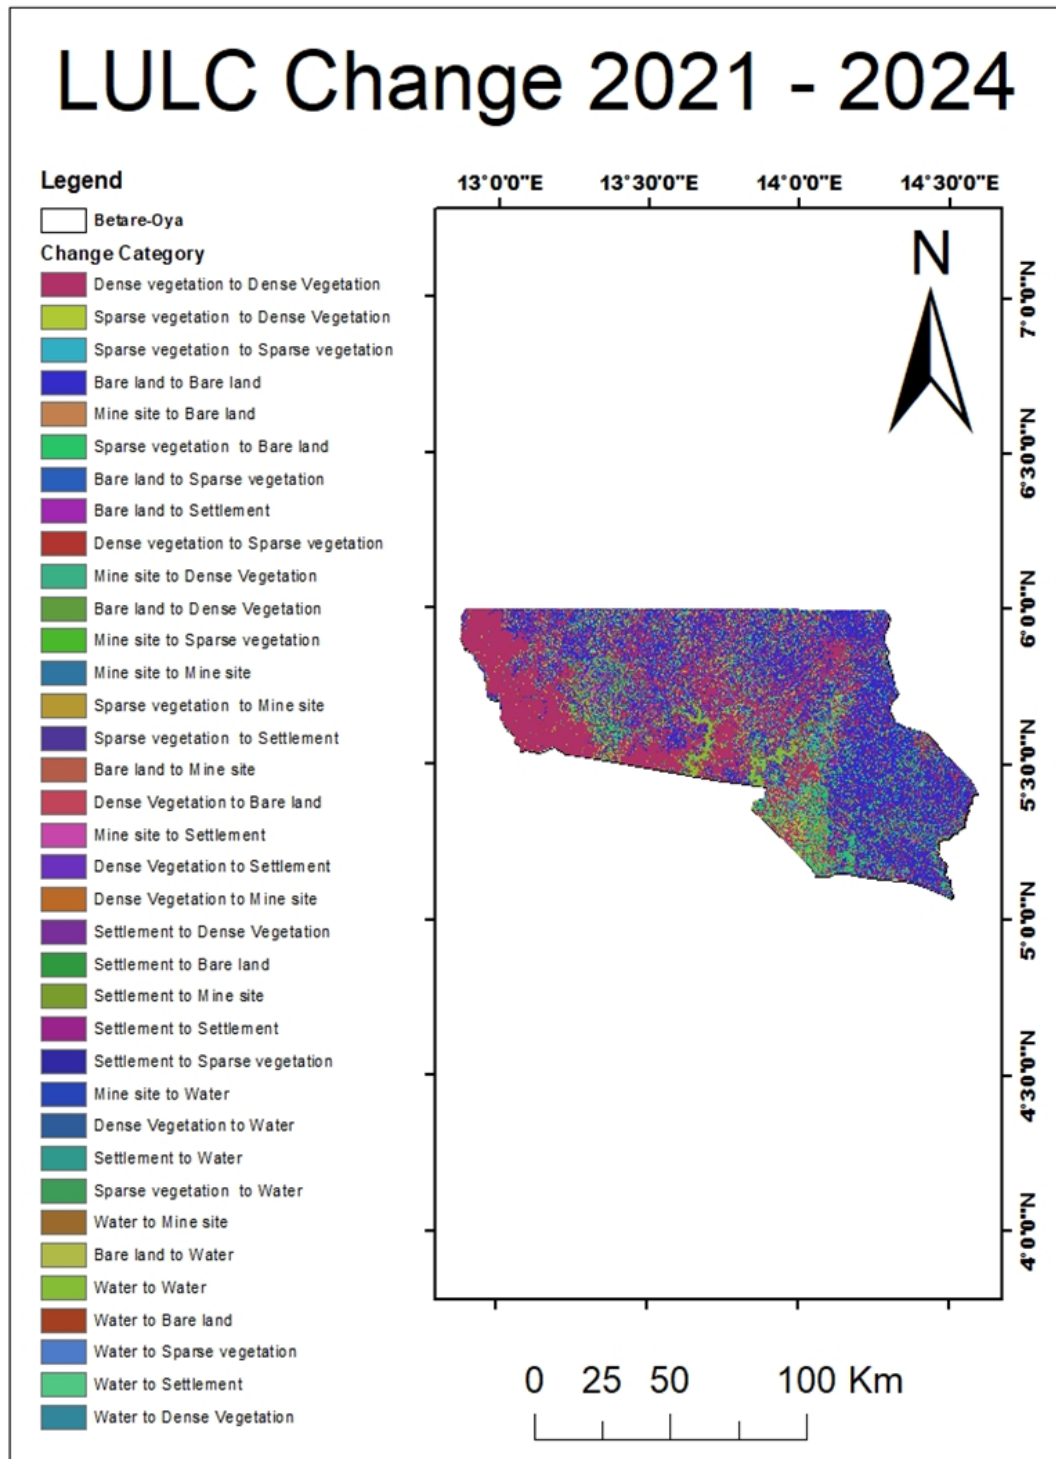 LULC Change 2021 - 2024
Legend
Betare-Oya
Change Category
Dense vegetation to Dense Vegetation
Sparse vegetation to Dense Vegetation
Sparse vegetation to Sparse vegetation
Bare land to Bare land
Mine site to Bare land
Sparse vegetation to Bare land
Bare land to Sparse vegetation
Bare land to Settlement
Dense vegetation to Sparse vegetation
Mine site to Dense Vegetation
Bare land to Dense Vegetation
Mine site to Sparse vegetation
Mine site to Mine site
Sparse vegetation to Mine site
Sparse vegetation to Settlement
Bare land to Mine site
Dense Vegetation to Bare land
Mine site to Settlement
Dense Vegetation to Settlement
Dense Vegetation to Mine site
Settlement to Dense Vegetation
Settlement to Bare land
Settlement to Mine site
Settlement to Settlement
Settlement to Sparse vegetation
Mine site to Water
Dense Vegetation to Water
Settlement to Water
Sparse vegetation to Water
Water to Mine site
Bare land to Water
Water to Water
Water to Bare land
Water to Sparse vegetation
Water to Settlement
Water to Dense Vegetation
13°0'0"E 13°30'0"E 14°0'0"E 14°30'0"E
N
7°0'0"N
6°30'0"N
6°0'0"N
5°30'0"N
5°0'0"N
4°30'0"N
4°0'0"N
0 25 50 100 Km